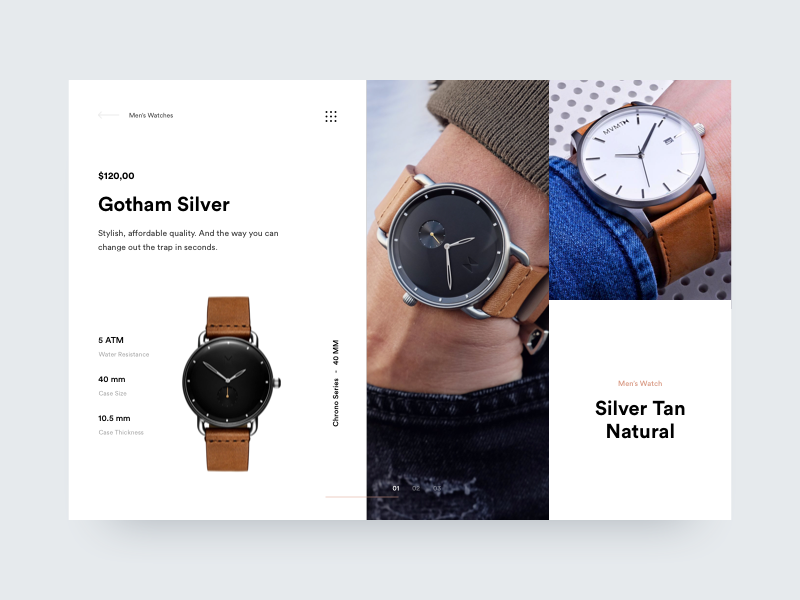 Men's Watches
$120,00
Gotham Silver
Stylish, affordable quality. And the way you can
change out the trap in seconds.
5 ATM
Water Resistance
40 mm
Case Size
10.5 mm
Case Thickness
Chrono Series - 40 MM
01 02 03
MVMT
Men's Watch
Silver Tan
Natural